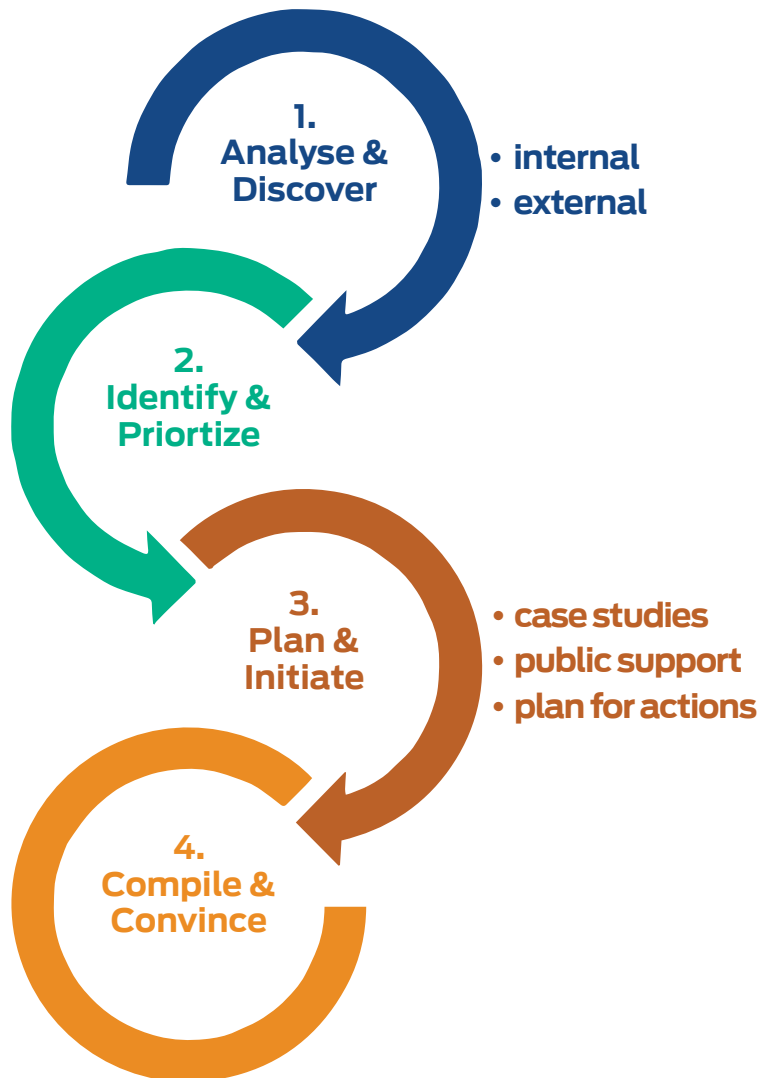 1.
Analyse &
Discover
• internal
• external
2.
Identify &
Priortize
3.
Plan &
Initiate
• case studies
• public support
• plan for actions
4.
Compile &
Convince